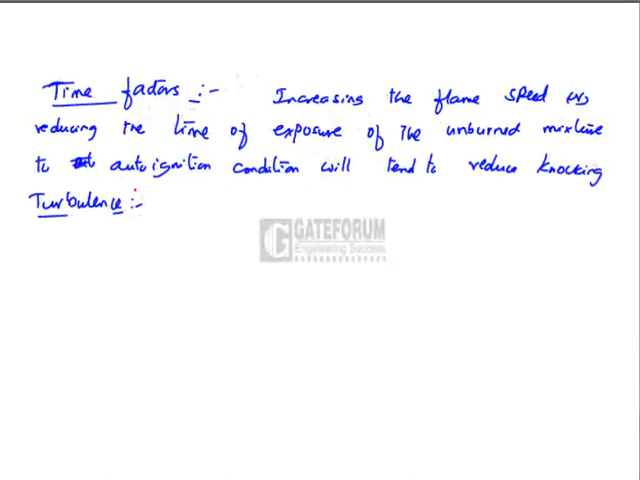 Time factors :- Increasing the flame speed (or)
reducing the time of exposure of the unburned mixture
to autoignition condition will tend to reduce knocking
Turbulence :-
GATEFORUM
Engineering Success